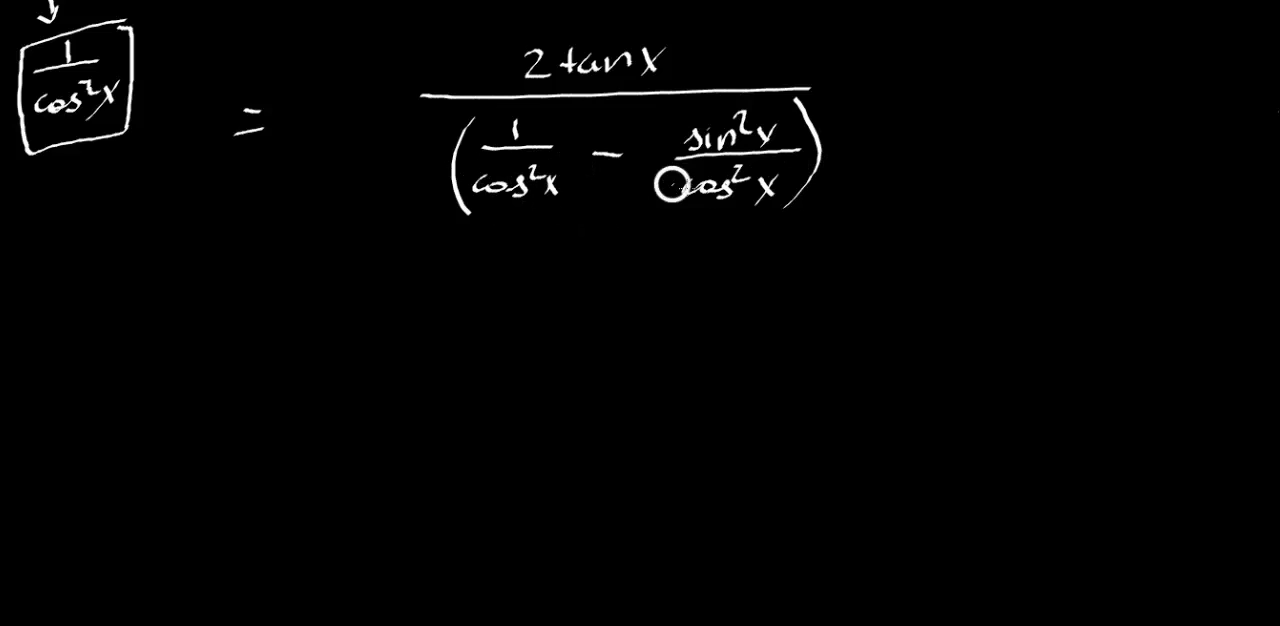 ↓
1/cos²x = 2 tan x / (1/cos²x − sin²x/cos²x)